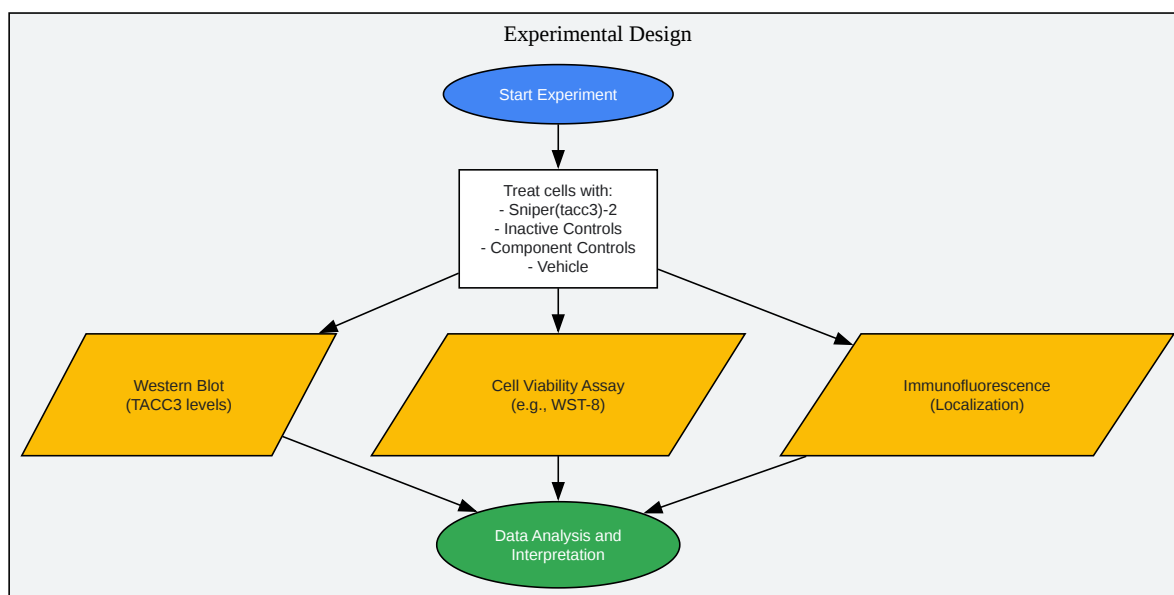 Experimental Design
Start Experiment
Treat cells with:
- Sniper(tacc3)-2
- Inactive Controls
- Component Controls
- Vehicle
Western Blot
(TACC3 levels)
Cell Viability Assay
(e.g., WST-8)
Immunofluorescence
(Localization)
Data Analysis and
Interpretation